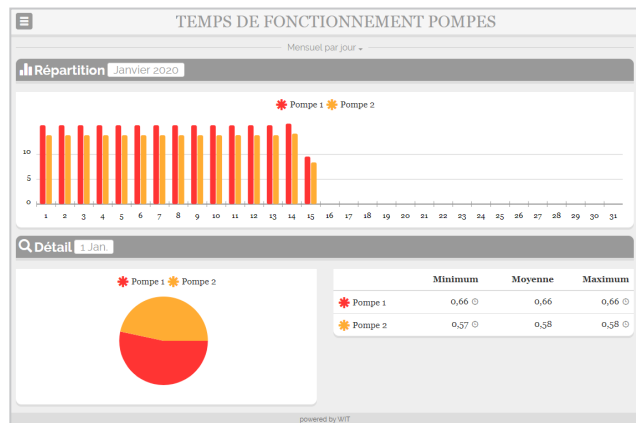 TEMPS DE FONCTIONNEMENT POMPES
Mensuel par jour
Répartition Janvier 2020
Pompe 1 Pompe 2
10
5
0
1 2 3 4 5 6 7 8 9 10 11 12 13 14 15 16 17 18 19 20 21 22 23 24 25 26 27 28 29 30 31
Détail 1 Jan.
Pompe 1 Pompe 2
Minimum Moyenne Maximum
Pompe 1 0,66 0,66 0,66
Pompe 2 0,57 0,58 0,58
powered by WIT